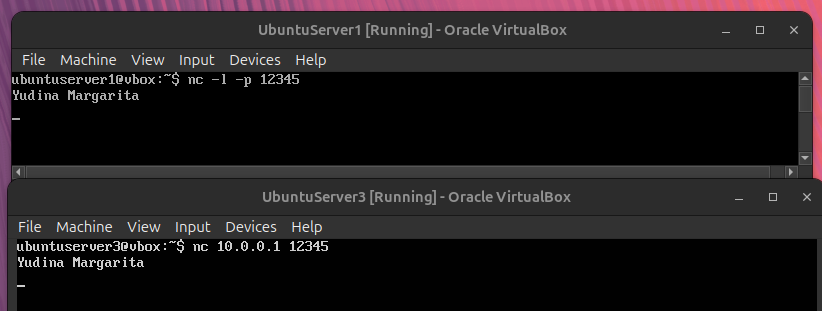 UbuntuServer1 [Running] - Oracle VirtualBox
File Machine View Input Devices Help
ubuntuserver1@vbox:~$ nc -l -p 12345
Yudina Margarita
UbuntuServer3 [Running] - Oracle VirtualBox
File Machine View Input Devices Help
ubuntuserver3@vbox:~$ nc 10.0.0.1 12345
Yudina Margarita